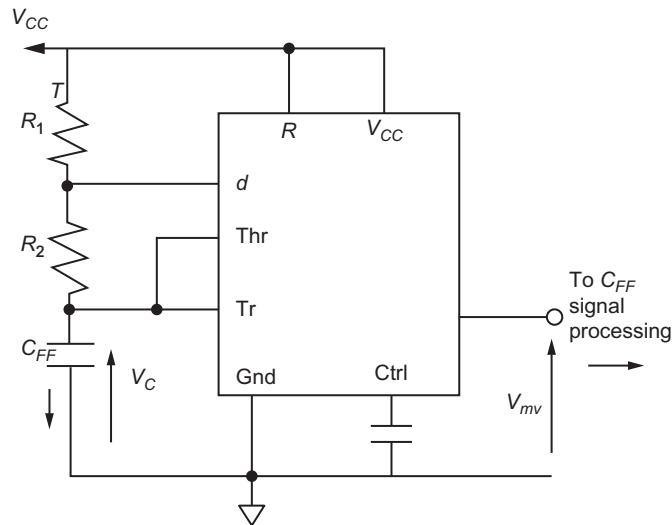 V_CC
T
R_1
R
V_CC
d
R_2
Thr
Tr
To C_FF
signal
processing
C_FF
V_C
Gnd
Ctrl
V_mv